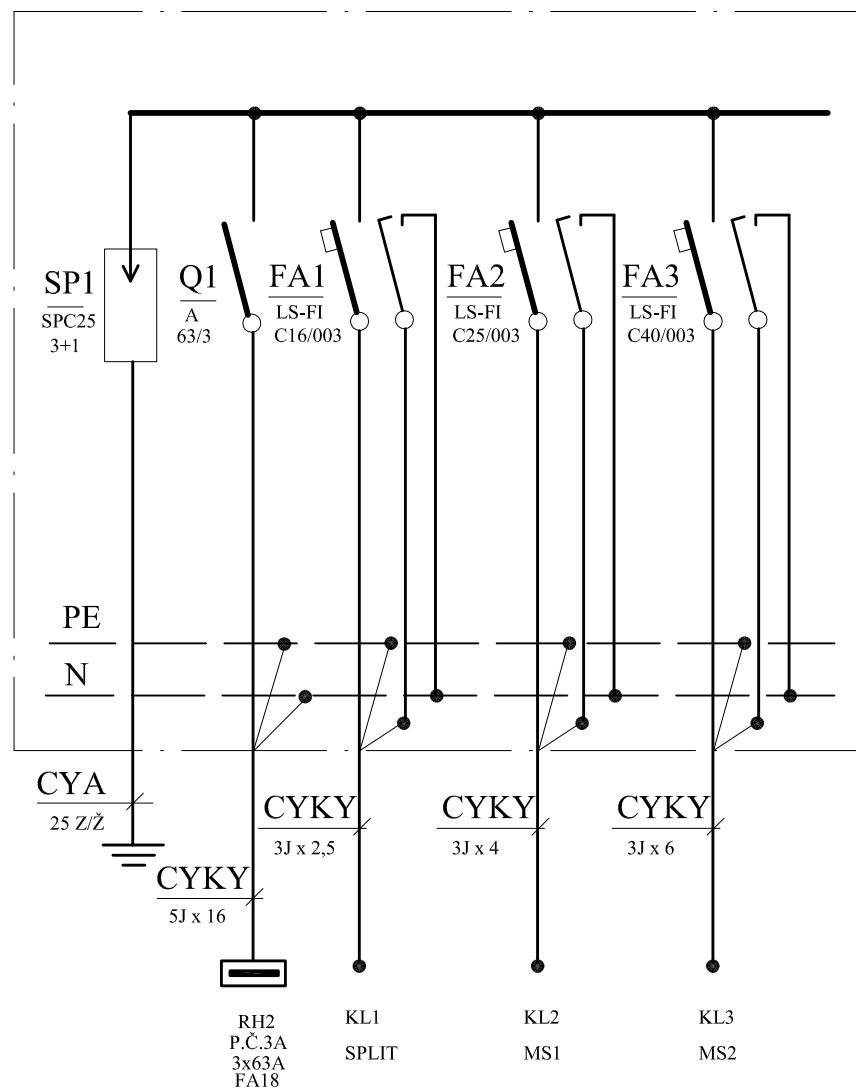 SP1
SPC25
3+1
Q1
A
63/3
FA1
LS-FI
C16/003
FA2
LS-FI
C25/003
FA3
LS-FI
C40/003
PE
N
CYA
25 Z/Ž
CYKY
5J x 16
CYKY
3J x 2,5
CYKY
3J x 4
CYKY
3J x 6
RH2
P.Č.3A
3x63A
FA18
KL1
SPLIT
KL2
MS1
KL3
MS2